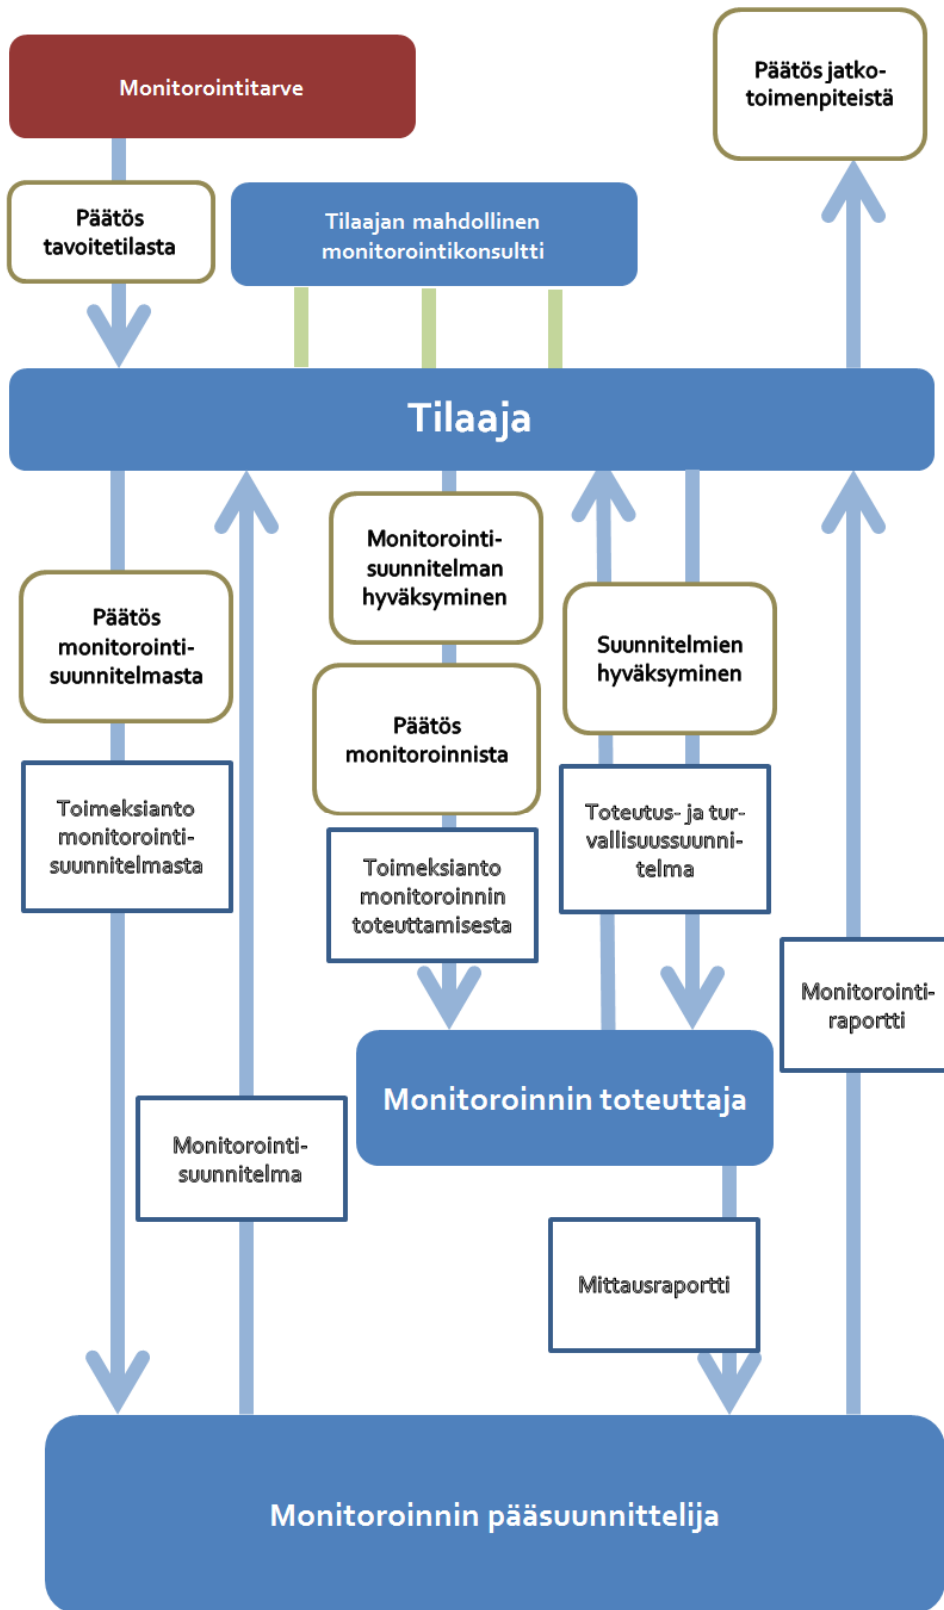 Monitorointitarve
Päätös jatko-
toimenpiteistä
Päätös
tavoitetilasta
Tilaajan mahdollinen
monitorointikonsultti
Tilaaja
Päätös
monitorointi-
suunnitelmasta
Toimeksianto
monitorointi-
suunnitelmasta
Monitorointi-
suunnitelman
hyväksyminen
Päätös
monitoroinnista
Toimeksianto
monitoroinnin
toteuttamisesta
Suunnitelmien
hyväksyminen
Toteutus- ja tur-
vallisuussuunni-
telma
Monitorointi-
raportti
Monitoroinnin toteuttaja
Monitorointi-
suunnitelma
Mittausraportti
Monitoroinnin pääsuunnittelija